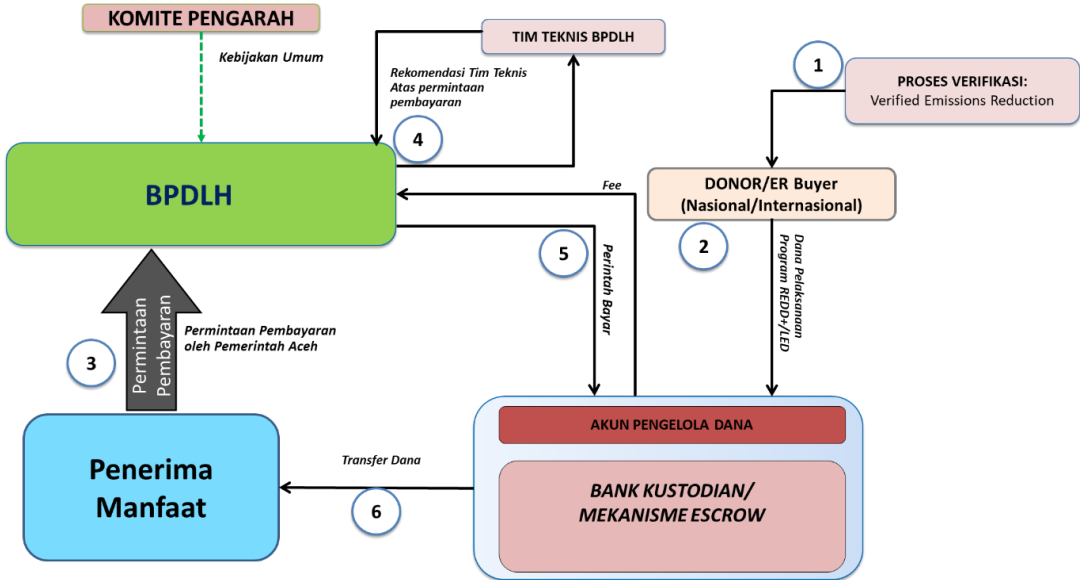 KOMITE PENGARAH
Kebijakan Umum
TIM TEKNIS BPDLH
Rekomendasi Tim Teknis
Atas permintaan
pembayaran
4
1
PROSES VERIFIKASI:
Verified Emissions Reduction
BPDLH
Fee
DONOR/ER Buyer
(Nasional/Internasional)
2
Dana Pelaksanaan
Program REDD+/LED
5
Perintah Bayar
3
Permintaan
Pembayaran
Permintaan Pembayaran
oleh Pemerintah Aceh
AKUN PENGELOLA DANA
BANK KUSTODIAN/
MEKANISME ESCROW
Transfer Dana
6
Penerima
Manfaat